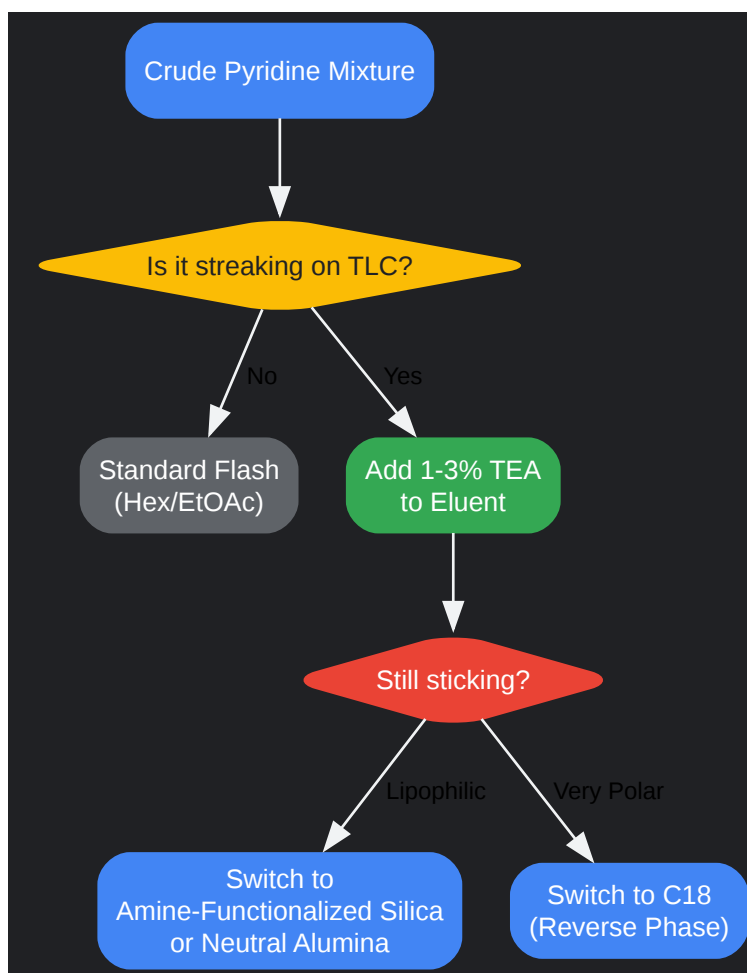 Crude Pyridine Mixture
Is it streaking on TLC?
No
Yes
Standard Flash
(Hex/EtOAc)
Add 1-3% TEA
to Eluent
Still sticking?
Lipophilic
Very Polar
Switch to
Amine-Functionalized Silica
or Neutral Alumina
Switch to C18
(Reverse Phase)